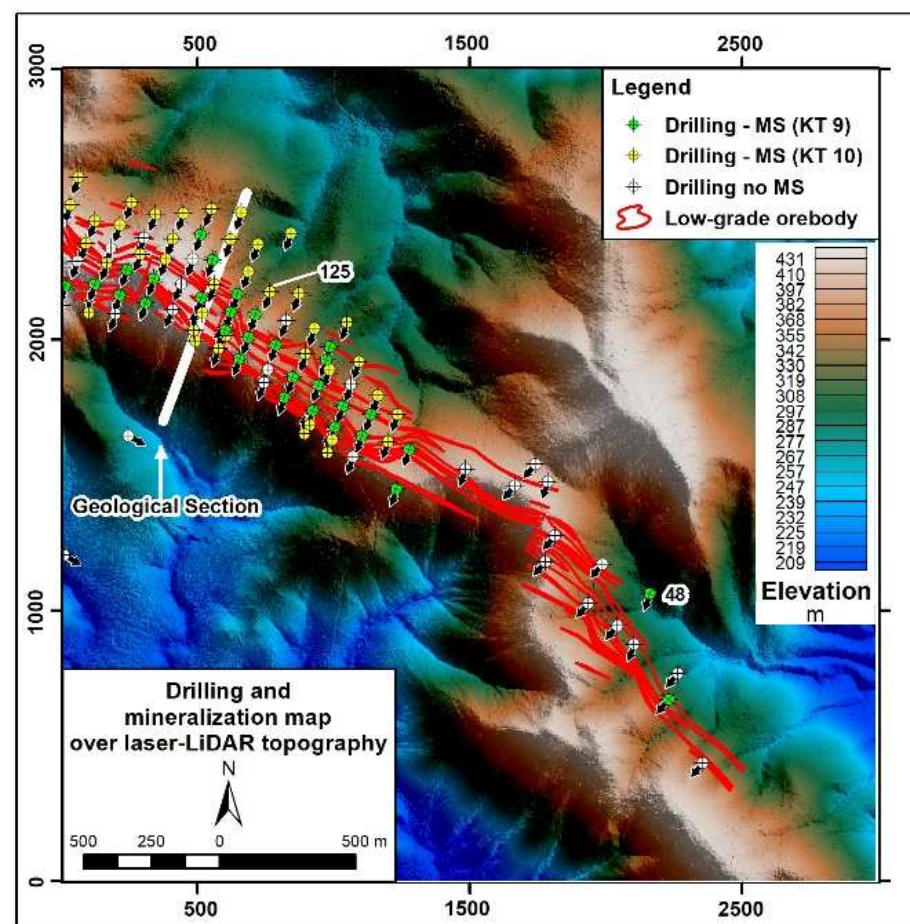 500 1500 2500
3000
2000
1000
0
Legend
Drilling - MS (KT 9)
Drilling - MS (KT 10)
Drilling no MS
Low-grade orebody
431
410
397
382
368
355
342
330
319
308
297
287
277
267
257
247
239
232
225
219
209
Elevation
m
125
Geological Section
48
Drilling and
mineralization map
over laser-LiDAR topography
N
500 250 0 500 m
500 1500 2500